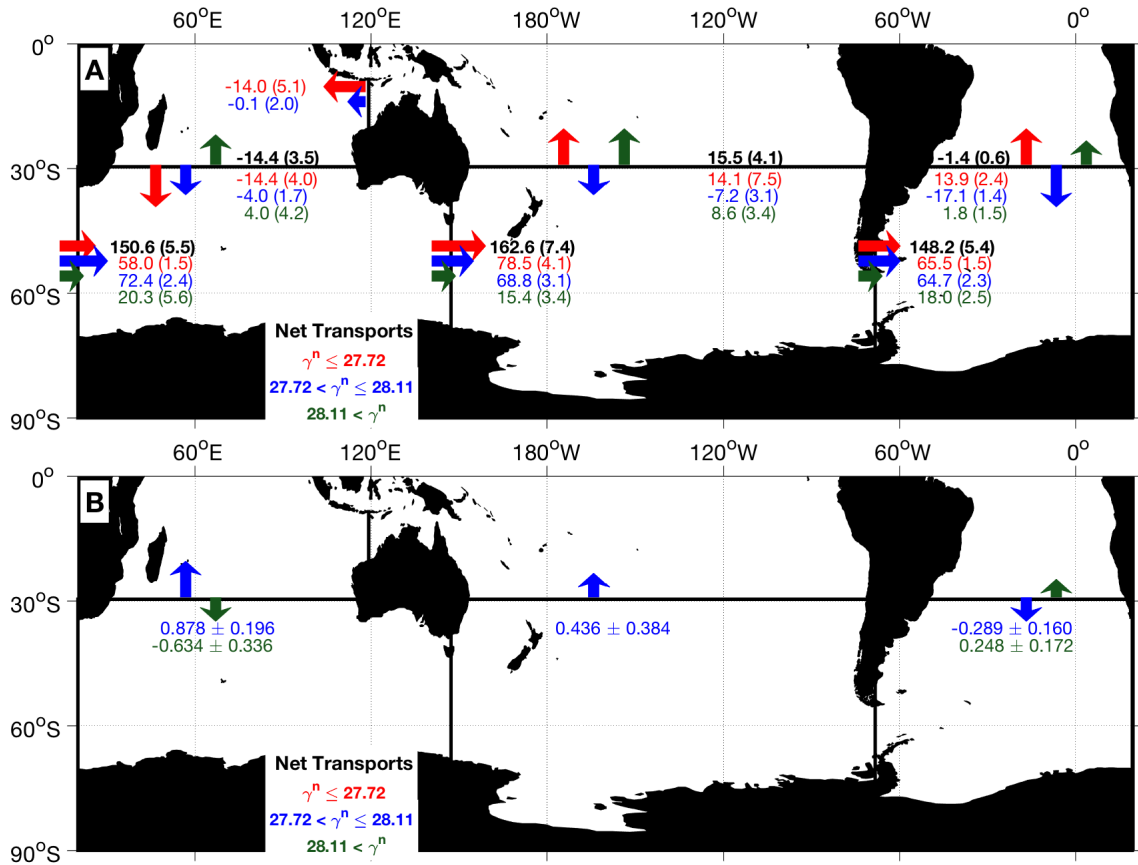 60°E 120°E 180°W 120°W 60°W 0°
0°
A
-14.0 (5.1)
-0.1 (2.0)
30°S
-14.4 (3.5)
-14.4 (4.0)
-4.0 (1.7)
4.0 (4.2)
15.5 (4.1)
14.1 (7.5)
-7.2 (3.1)
8.6 (3.4)
-1.4 (0.6)
13.9 (2.4)
-17.1 (1.4)
1.8 (1.5)
150.6 (5.5)
58.0 (1.5)
72.4 (2.4)
20.3 (5.6)
162.6 (7.4)
78.5 (4.1)
68.8 (3.1)
15.4 (3.4)
148.2 (5.4)
65.5 (1.5)
64.7 (2.3)
18.0 (2.5)
60°S
Net Transports
γⁿ ≤ 27.72
27.72 < γⁿ ≤ 28.11
28.11 < γⁿ
90°S
60°E 120°E 180°W 120°W 60°W 0°
0°
B
30°S
0.878 ± 0.196
-0.634 ± 0.336
0.436 ± 0.384
-0.289 ± 0.160
0.248 ± 0.172
60°S
Net Transports
γⁿ ≤ 27.72
27.72 < γⁿ ≤ 28.11
28.11 < γⁿ
90°S